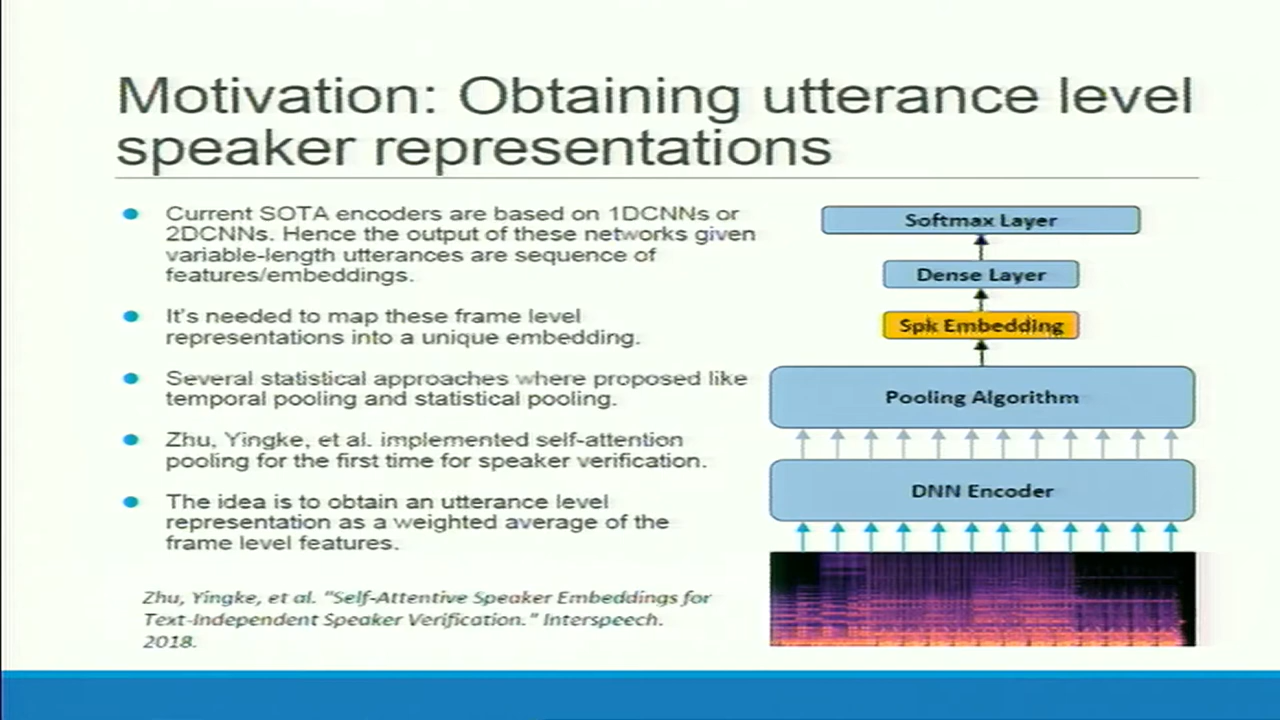 Motivation: Obtaining utterance level
speaker representations
Current SOTA encoders are based on 1DCNNs or
2DCNNs. Hence the output of these networks given
variable-length utterances are sequence of
features/embeddings.
It's needed to map these frame level
representations into a unique embedding.
Several statistical approaches where proposed like
temporal pooling and statistical pooling.
Zhu, Yingke, et al. implemented self-attention
pooling for the first time for speaker verification.
The idea is to obtain an utterance level
representation as a weighted average of the
frame level features.
Zhu, Yingke, et al. "Self-Attentive Speaker Embeddings for
Text-Independent Speaker Verification." Interspeech.
2018.
Softmax Layer
Dense Layer
Spk Embedding
Pooling Algorithm
DNN Encoder